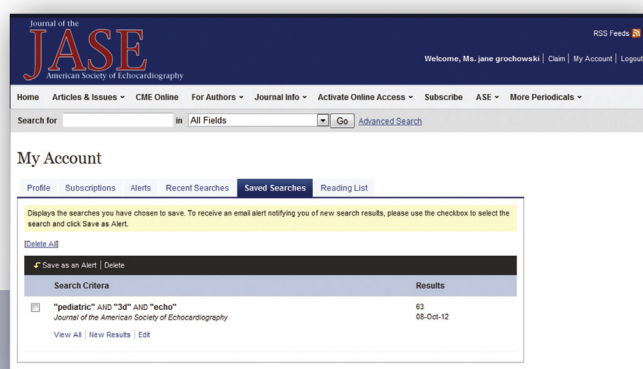 Journal of the
JASE
American Society of Echocardiography
RSS Feeds
Welcome, Ms. jane grochowski | Claim | My Account | Logout
Home Articles & Issues CME Online For Authors Journal Info Activate Online Access Subscribe ASE More Periodicals
Search for in All Fields Go Advanced Search
My Account
Profile Subscriptions Alerts Recent Searches Saved Searches Reading List
Displays the searches you have chosen to save. To receive an email alert notifying you of new search results, please use the checkbox to select the
search and click Save as Alert.
[Delete All]
Save as an Alert | Delete
Search Critera Results
"pediatric" AND "3d" AND "echo" 63
Journal of the American Society of Echocardiography 08-Oct-12
View All | New Results | Edit